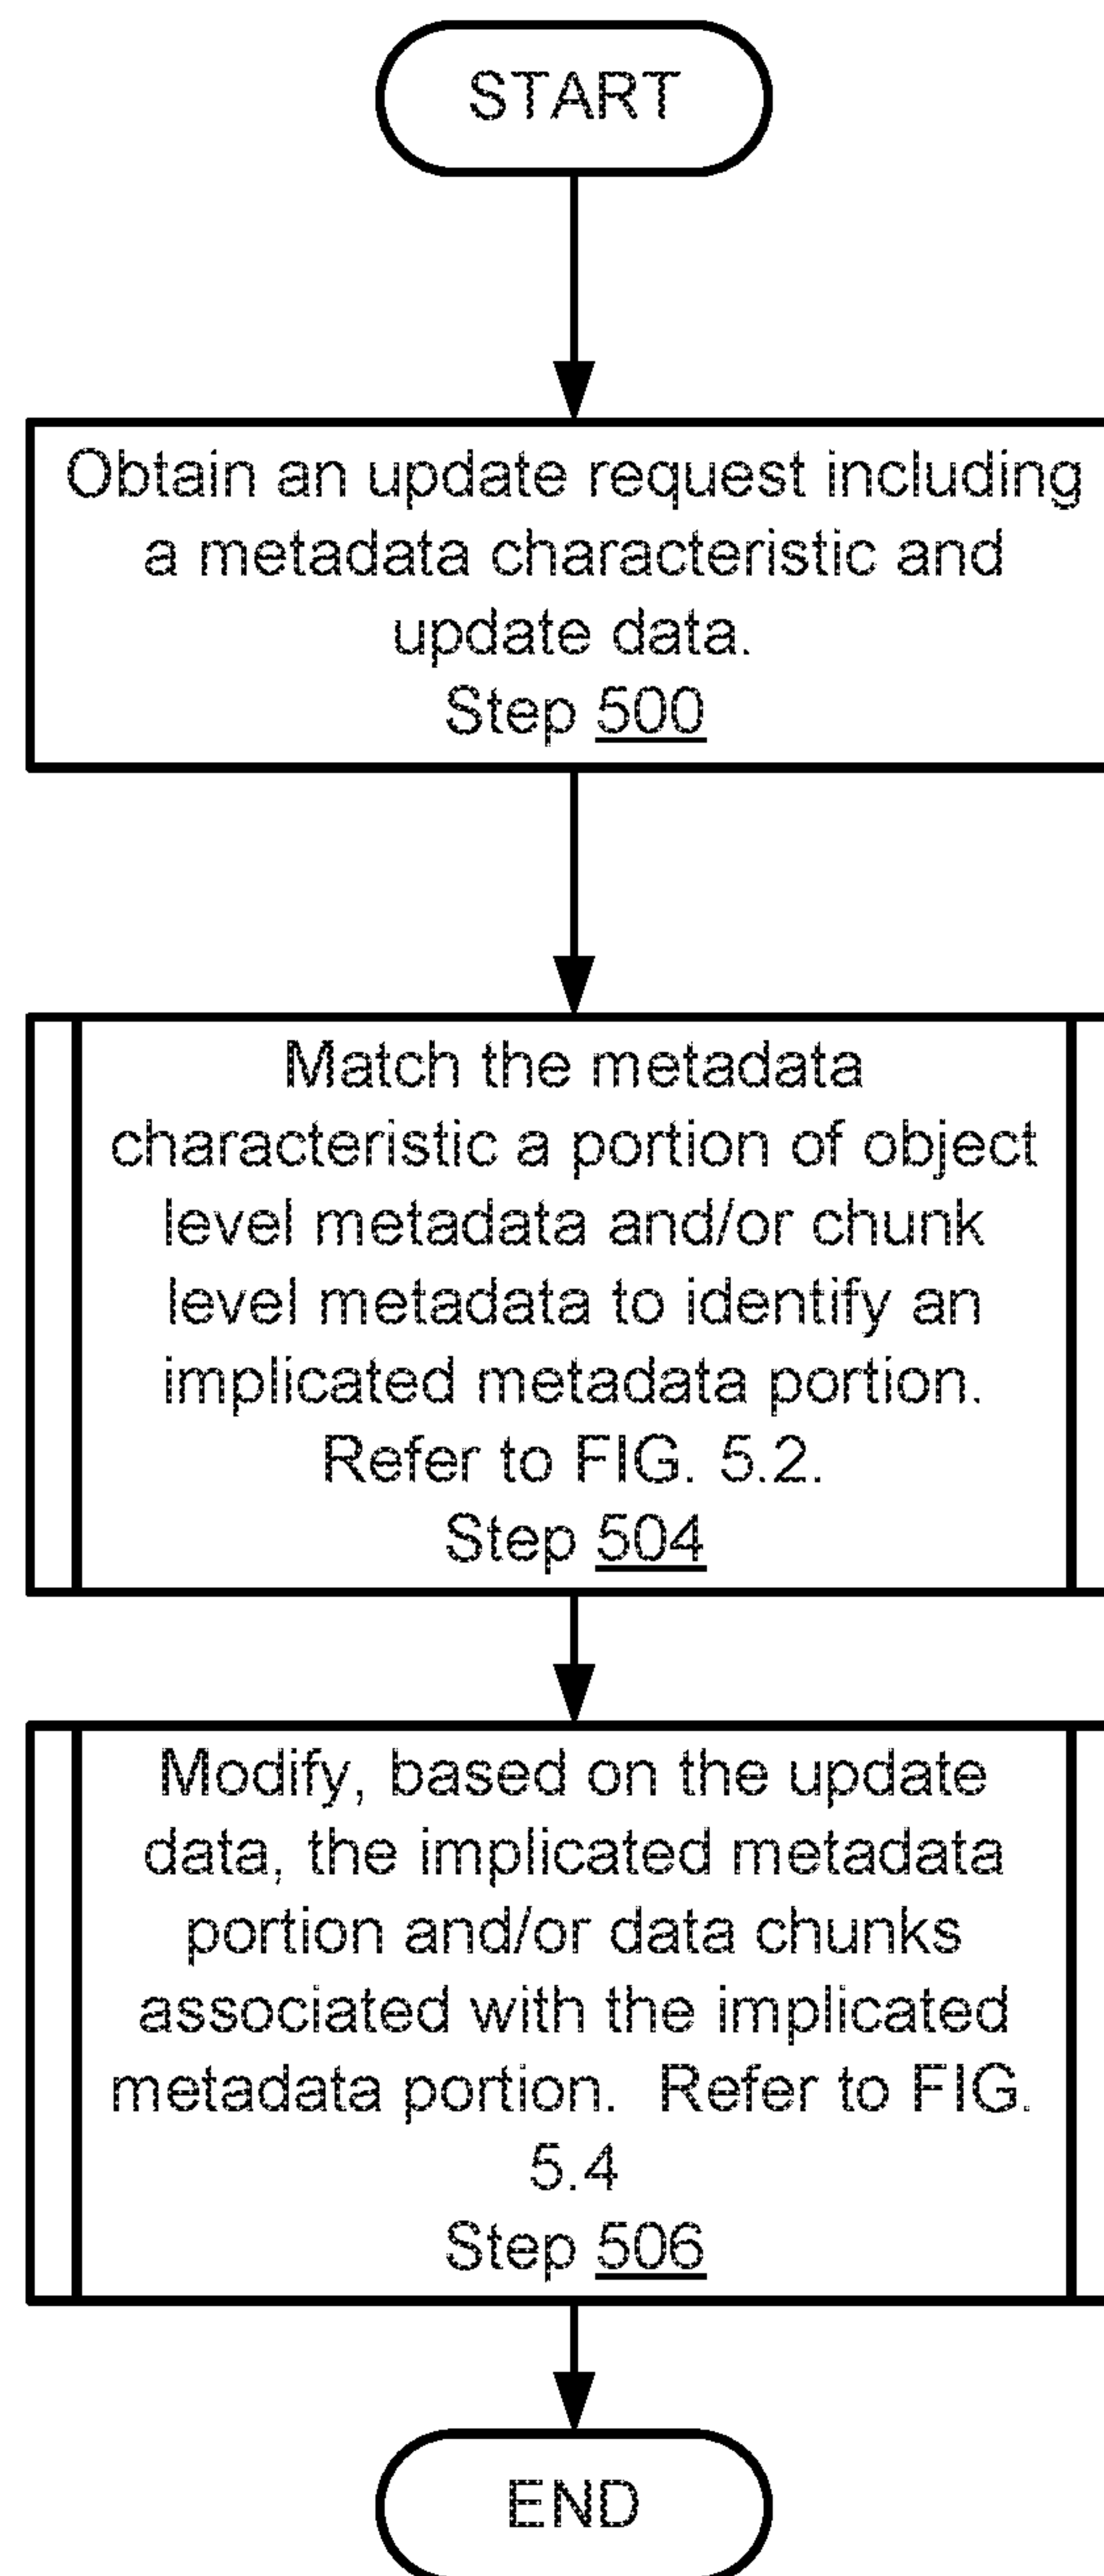 START
Obtain an update request including
a metadata characteristic and
update data.
Step 500
Match the metadata
characteristic a portion of object
level metadata and/or chunk
level metadata to identify an
implicated metadata portion.
Refer to FIG. 5.2.
Step 504
Modify, based on the update
data, the implicated metadata
portion and/or data chunks
associated with the implicated
metadata portion.  Refer to FIG.
5.4
Step 506
END